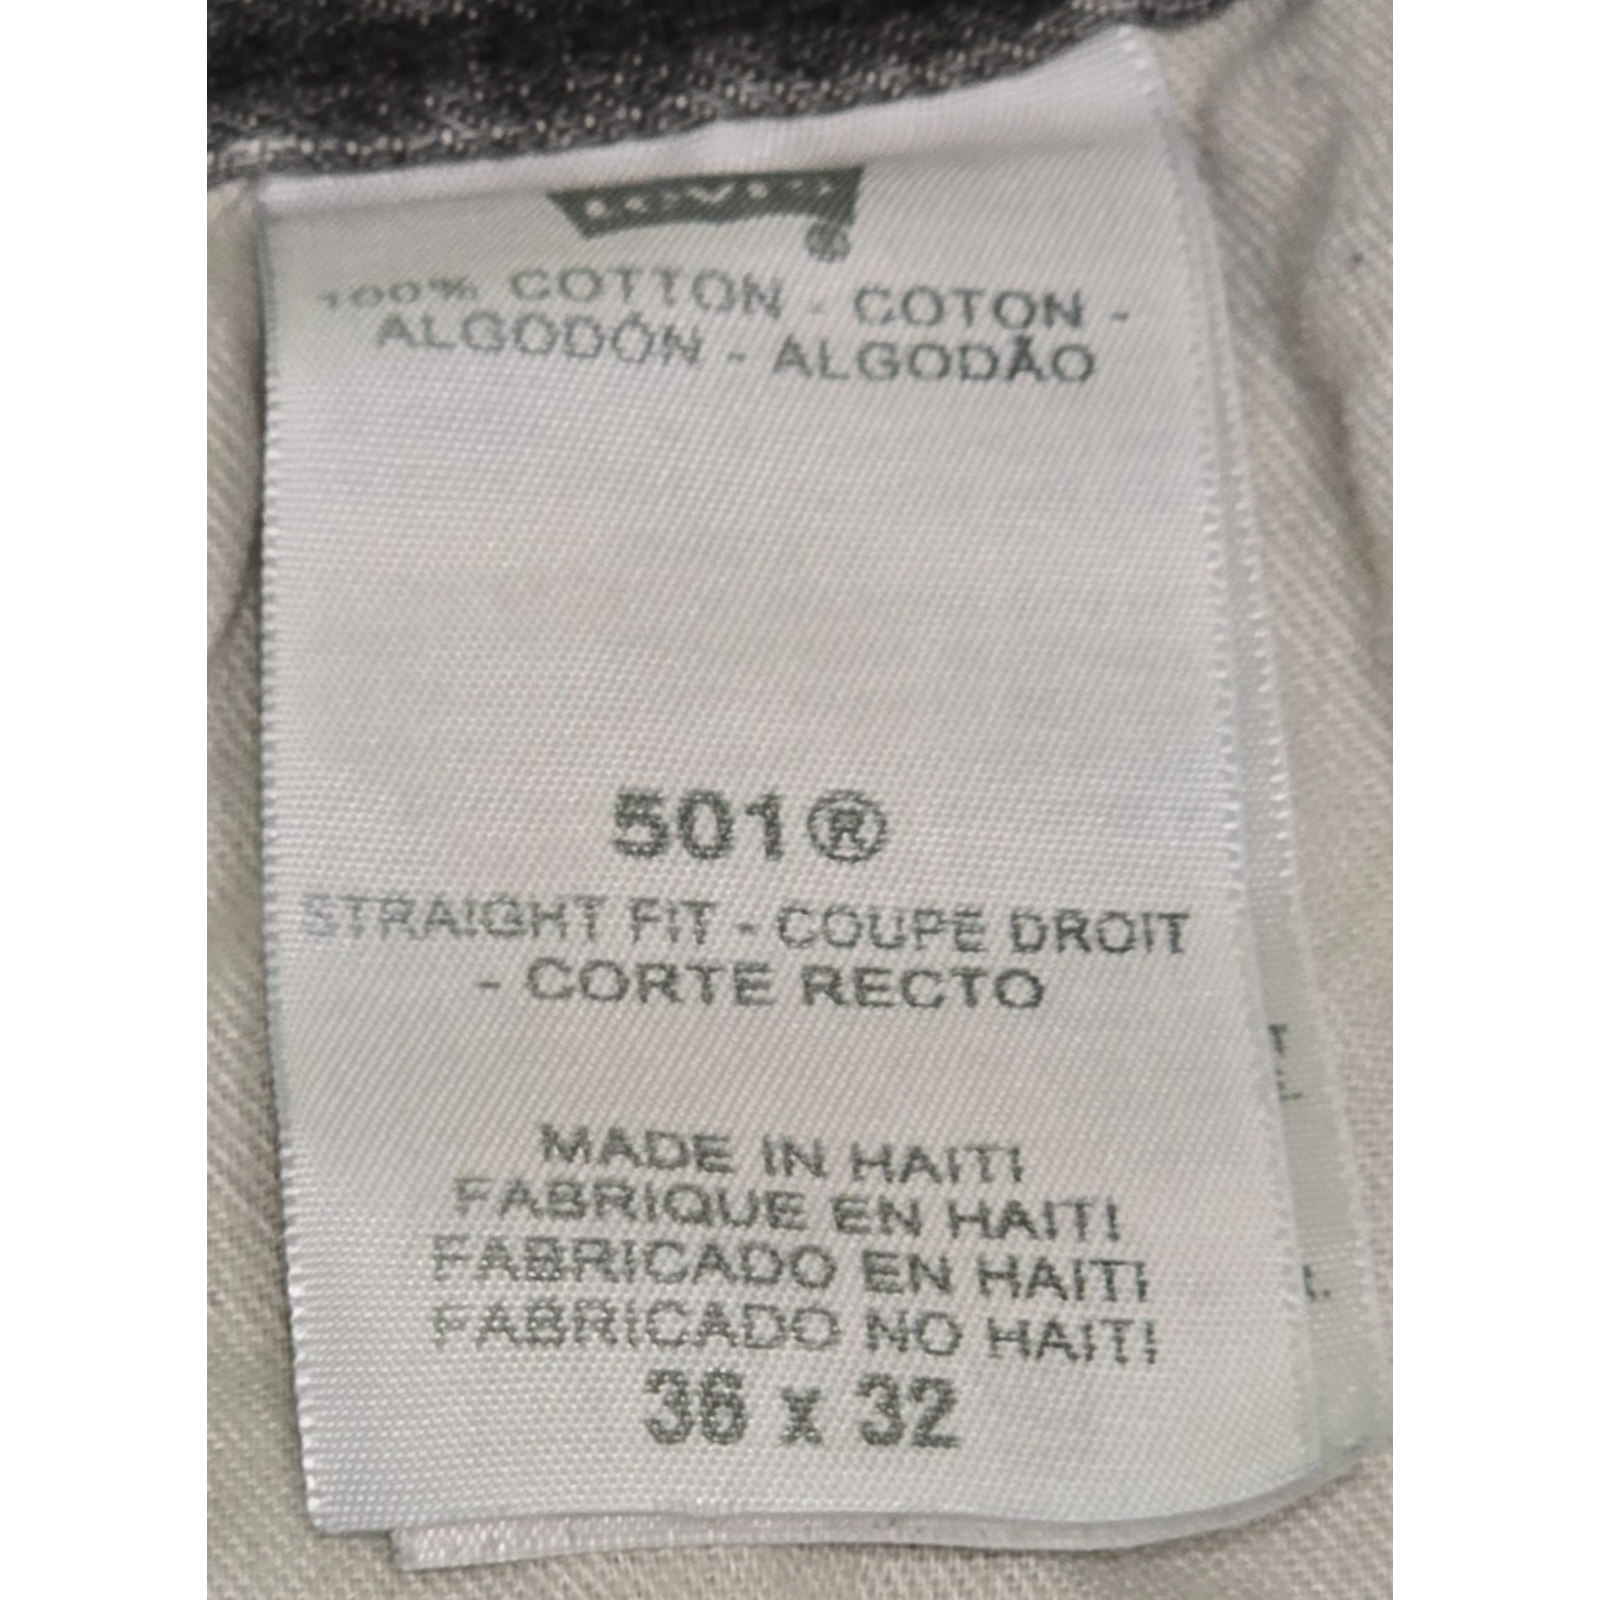 Levi's
®
100% COTTON - COTON -
ALGODÓN - ALGODÃO
501®
STRAIGHT FIT - COUPE DROIT
- CORTE RECTO
MADE IN HAITI
FABRIQUE EN HAITI
FABRICADO EN HAITI
FABRICADO NO HAITI
36 x 32